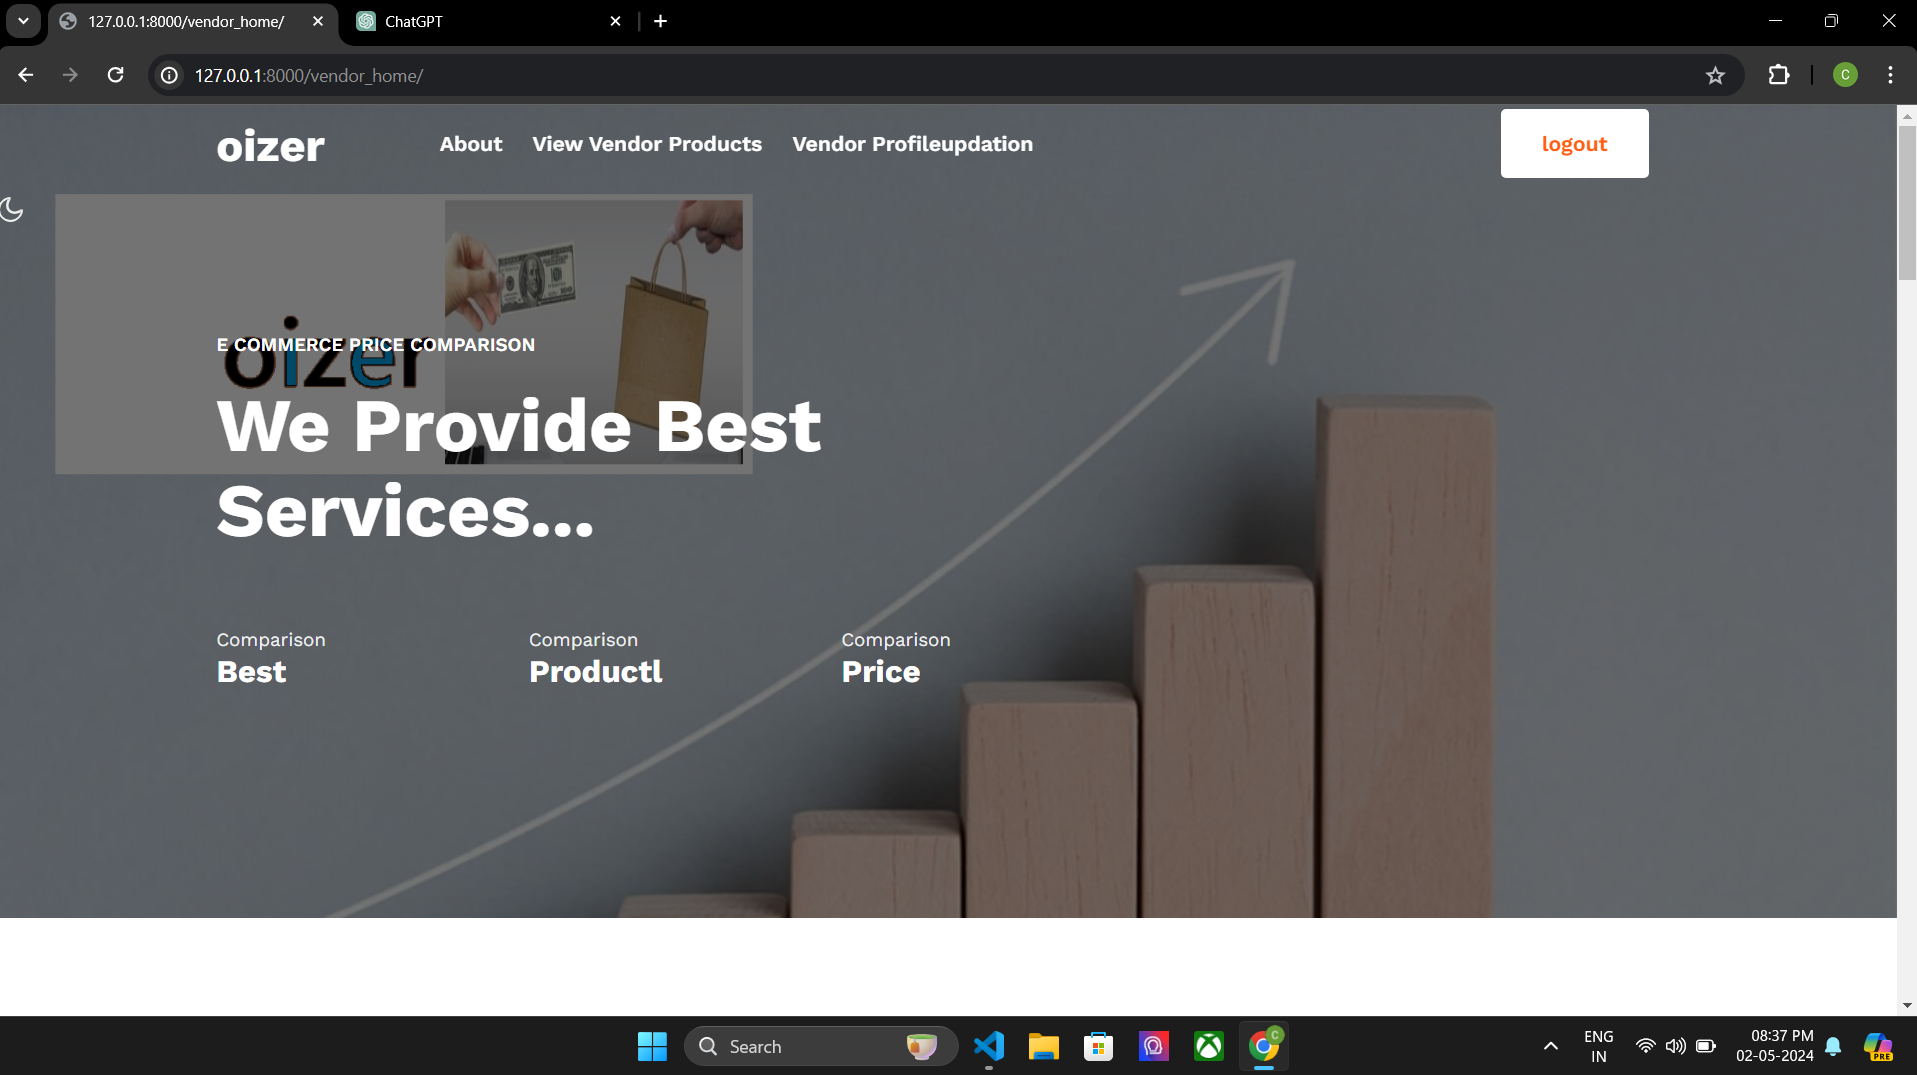 127.0.0.1:8000/vendor_home/
ChatGPT
127.0.0.1:8000/vendor_home/
C
oizer
About
View Vendor Products
Vendor Profileupdation
logout
oizer
E COMMERCE PRICE COMPARISON
We Provide Best
Services...
Comparison
Best
Comparison
Productl
Comparison
Price
Search
C
ENG
IN
08:37 PM
02-05-2024
PRE